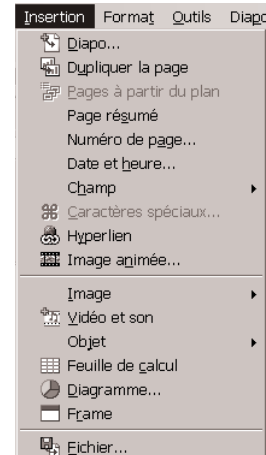 Insertion Format Outils Diapo
Diapo...
Dupliquer la page
Pages à partir du plan
Page résumé
Numéro de page...
Date et heure...
Champ
Caractères spéciaux...
Hyperlien
Image animée...
Image
Vidéo et son
Objet
Feuille de calcul
Diagramme...
Frame
Fichier...